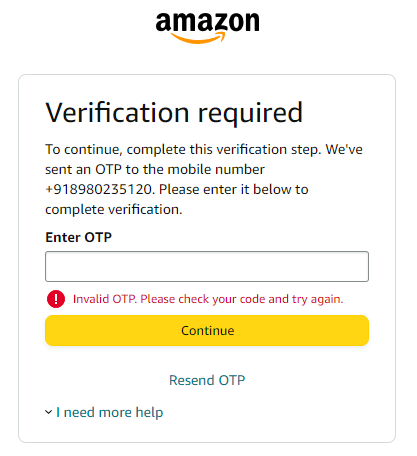 amazon
Verification required
To continue, complete this verification step. We've
sent an OTP to the mobile number
+918980235120. Please enter it below to
complete verification.
Enter OTP
Invalid OTP. Please check your code and try again.
Continue
Resend OTP
I need more help